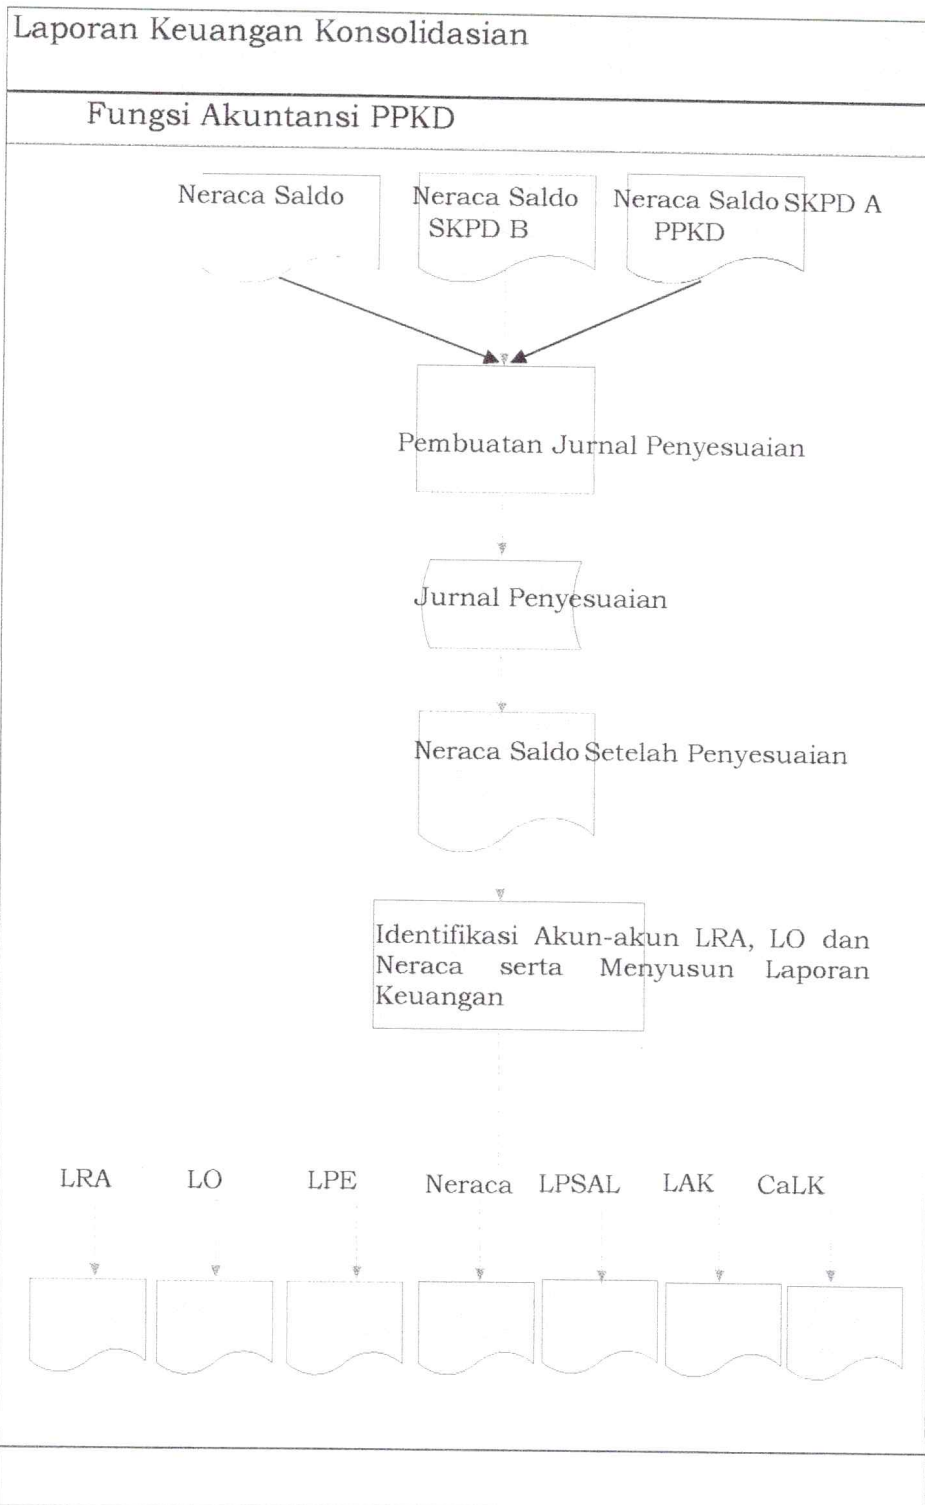 Laporan Keuangan Konsolidasian
Fungsi Akuntansi PPKD
Neraca Saldo
Neraca Saldo
SKPD B
Neraca Saldo SKPD A
PPKD
Pembuatan Jurnal Penyesuaian
Jurnal Penyesuaian
Neraca Saldo Setelah Penyesuaian
Identifikasi Akun-akun LRA, LO dan
Neraca serta Menyusun Laporan
Keuangan
LRA LO LPE Neraca LPSAL LAK CaLK